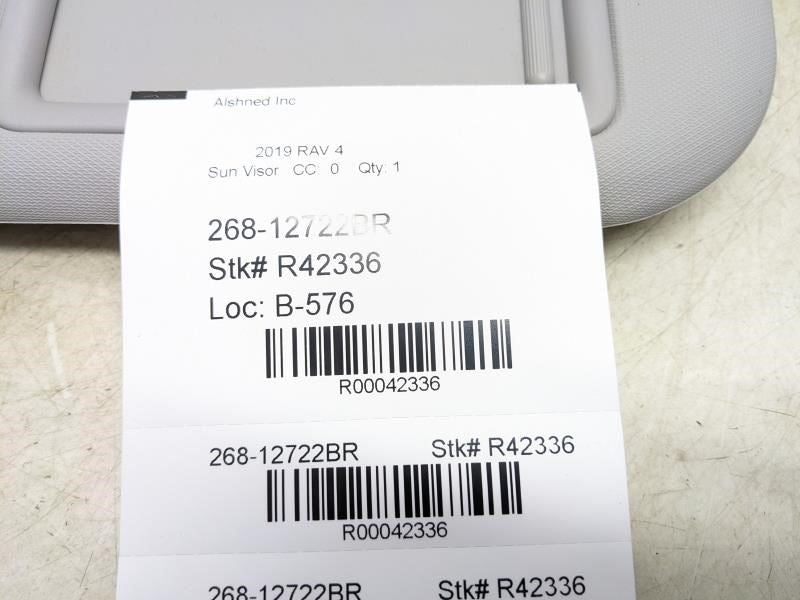 Alshned Inc
2019 RAV 4
Sun Visor CC: 0 Qty: 1
268-12722BR
Stk# R42336
Loc: B-576
R00042336
268-12722BR Stk# R42336
R00042336
268-12722BR Stk# R42336